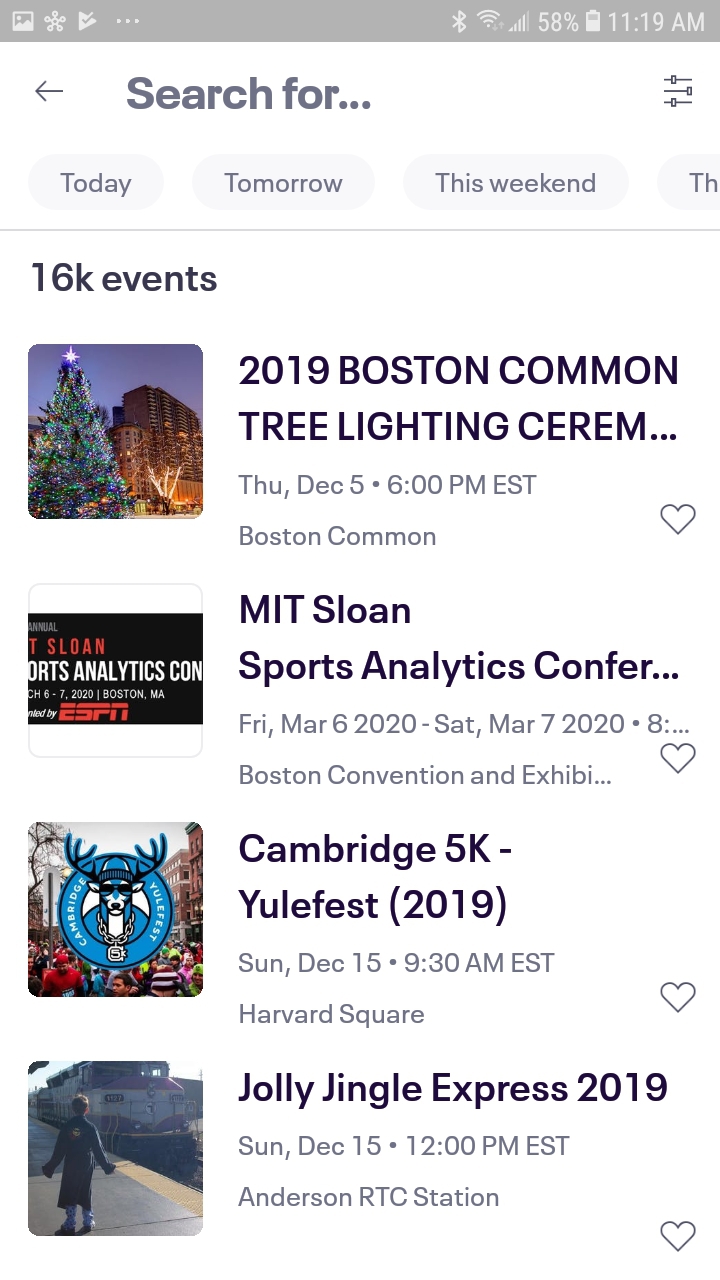 58% 11:19 AM
Search for...
Today Tomorrow This weekend Th
16k events
2019 BOSTON COMMON
TREE LIGHTING CEREM...
Thu, Dec 5 • 6:00 PM EST
Boston Common
ANNUAL
T SLOAN
ORTS ANALYTICS CON
CH 6 - 7, 2020 | BOSTON, MA
nted by ESPN
MIT Sloan
Sports Analytics Confer...
Fri, Mar 6 2020 - Sat, Mar 7 2020 • 8:...
Boston Convention and Exhibi...
CAMBRIDGE YULEFEST
5K
Cambridge 5K -
Yulefest (2019)
Sun, Dec 15 • 9:30 AM EST
Harvard Square
Jolly Jingle Express 2019
Sun, Dec 15 • 12:00 PM EST
Anderson RTC Station